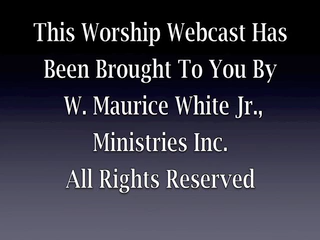 This Worship Webcast Has
Been Brought To You By
W. Maurice White Jr.,
Ministries Inc.
All Rights Reserved